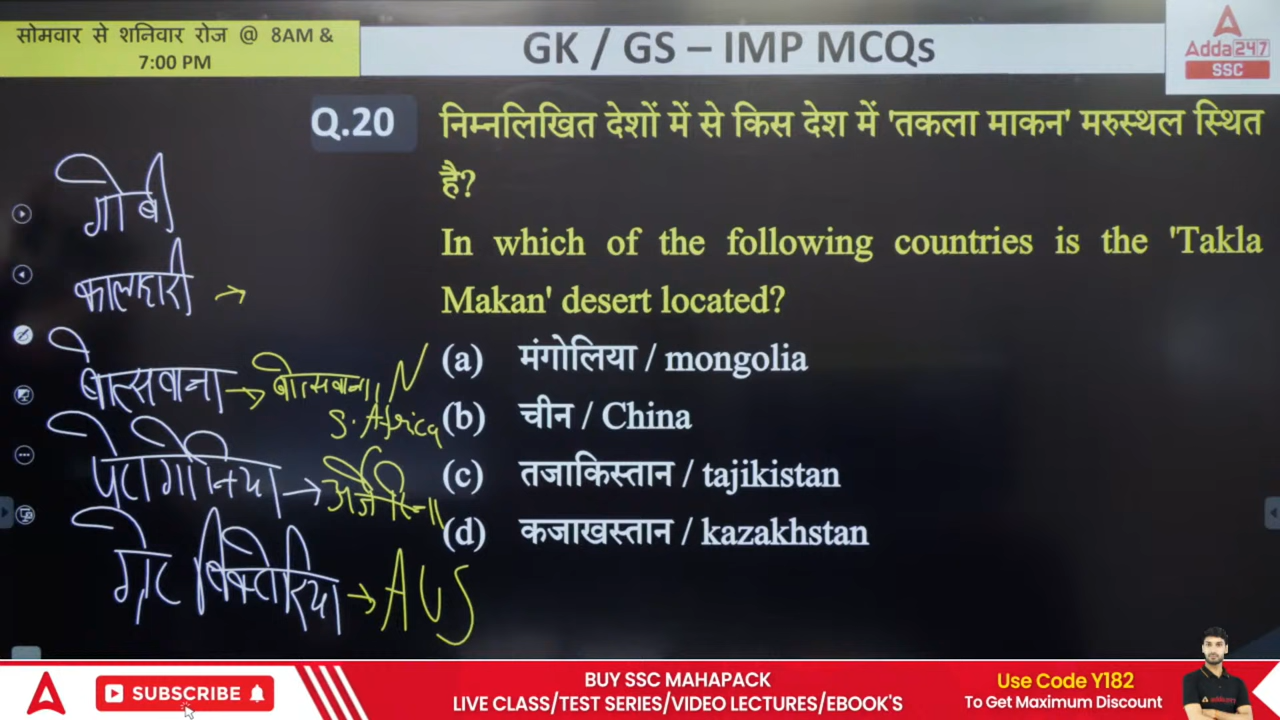 सोमवार से शनिवार रोज @ 8AM &
7:00 PM
GK / GS – IMP MCQs
Adda247
SSC
Q.20
निम्नलिखित देशों में से किस देश में 'तकला माकन' मरुस्थल स्थित
है?
In which of the following countries is the 'Takla
Makan' desert located?
(a) मंगोलिया / mongolia
(b) चीन / China
(c) तजाकिस्तान / tajikistan
(d) कजाखस्तान / kazakhstan
गोबी
कालाहारी →
बोत्सवाना → बोत्सवाना, N
S. Africa
पेटागोनिया →
ग्रेट विक्टोरिया → AUS
SUBSCRIBE
BUY SSC MAHAPACK
LIVE CLASS/TEST SERIES/VIDEO LECTURES/EBOOK'S
Use Code Y182
To Get Maximum Discount